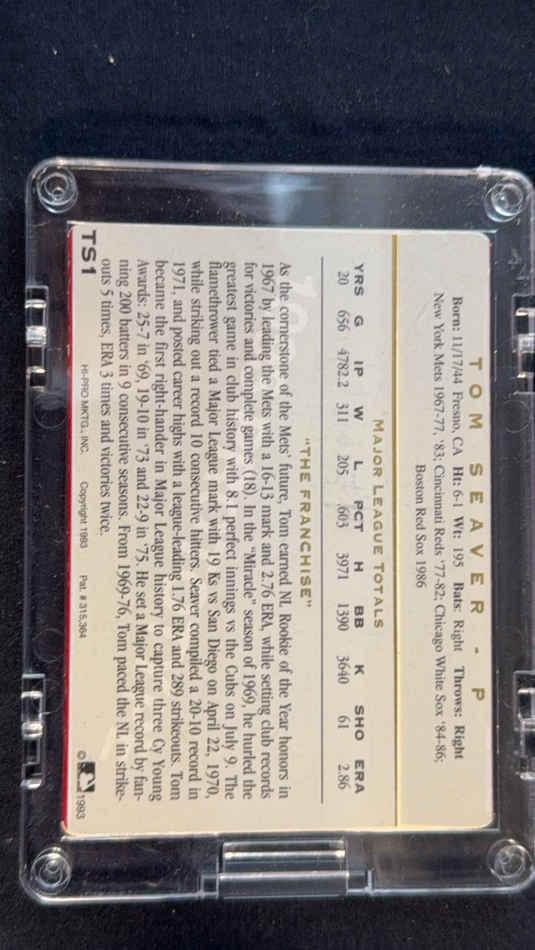 TOM SEAVER - P
Born: 11/17/44 Fresno, CA Ht: 6-1 Wt: 195 Bats: Right Throws: Right
New York Mets 1967-77, '83; Cincinnati Reds '77-82; Chicago White Sox '84-86;
Boston Red Sox 1986
MAJOR LEAGUE TOTALS
YRS G IP W L PCT H BB K SHO ERA
20 656 4782.2 311 205 .603 3971 1390 3640 61 2.86
"THE FRANCHISE"
As the cornerstone of the Mets' future, Tom earned NL Rookie of the Year honors in
1967 by leading the Mets with a 16-13 mark and 2.76 ERA, while setting club records
for victories and complete games (18). In the "Miracle" season of 1969, he hurled the
greatest game in club history with 8.1 perfect innings vs the Cubs on July 9. The
flamethrower tied a Major League mark with 19 Ks vs San Diego on April 22, 1970,
while striking out a record 10 consecutive hitters. Seaver compiled a 20-10 record in
1971, and posted career highs with a league-leading 1.76 ERA and 289 strikeouts. Tom
became the first right-hander in Major League history to capture three Cy Young
Awards: 25-7 in '69, 19-10 in '73 and 22-9 in '75. He set a Major League record by fan-
ning 200 batters in 9 consecutive seasons. From 1969-76, Tom paced the NL in strike-
outs 5 times, ERA 3 times and victories twice.
TS1 HI-PRO MKTG., INC. Copyright 1993 Pat. # 315,364 © 1993